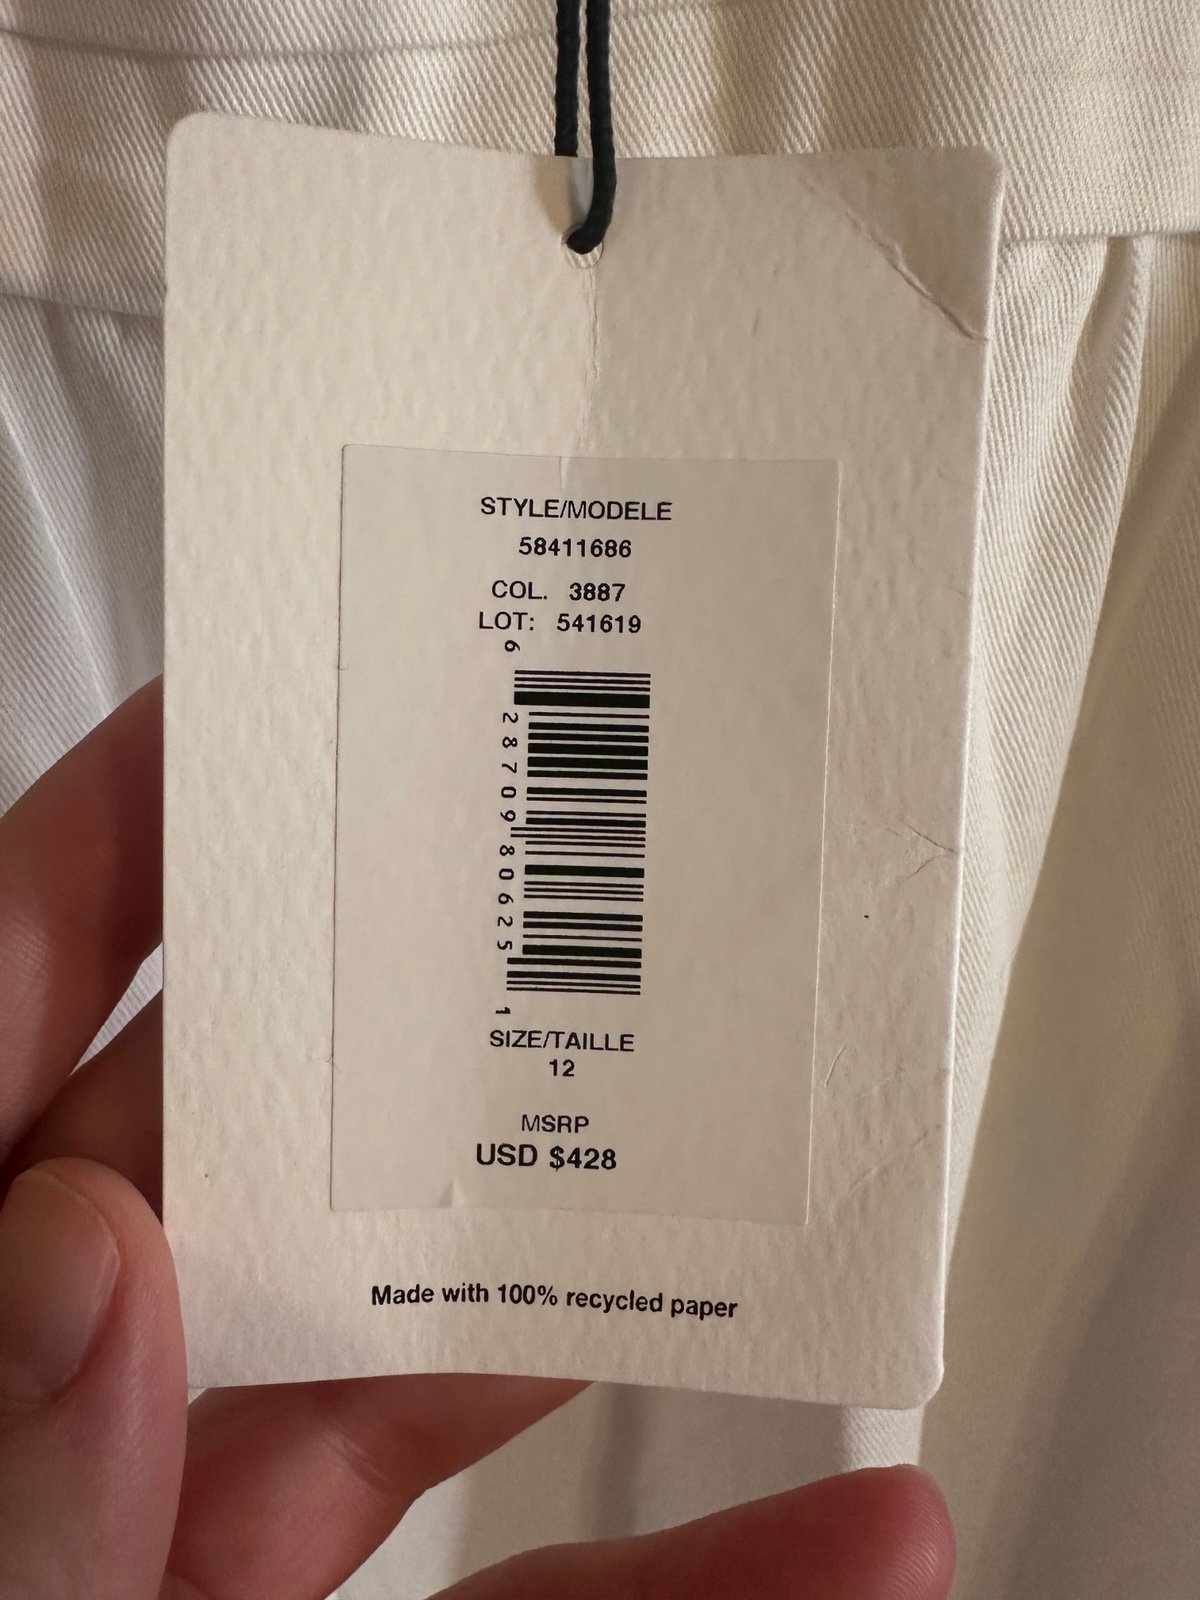 STYLE/MODELE
58411686
COL. 3887
LOT: 541619
6 28709 80625 1
SIZE/TAILLE
12
MSRP
USD $428
Made with 100% recycled paper